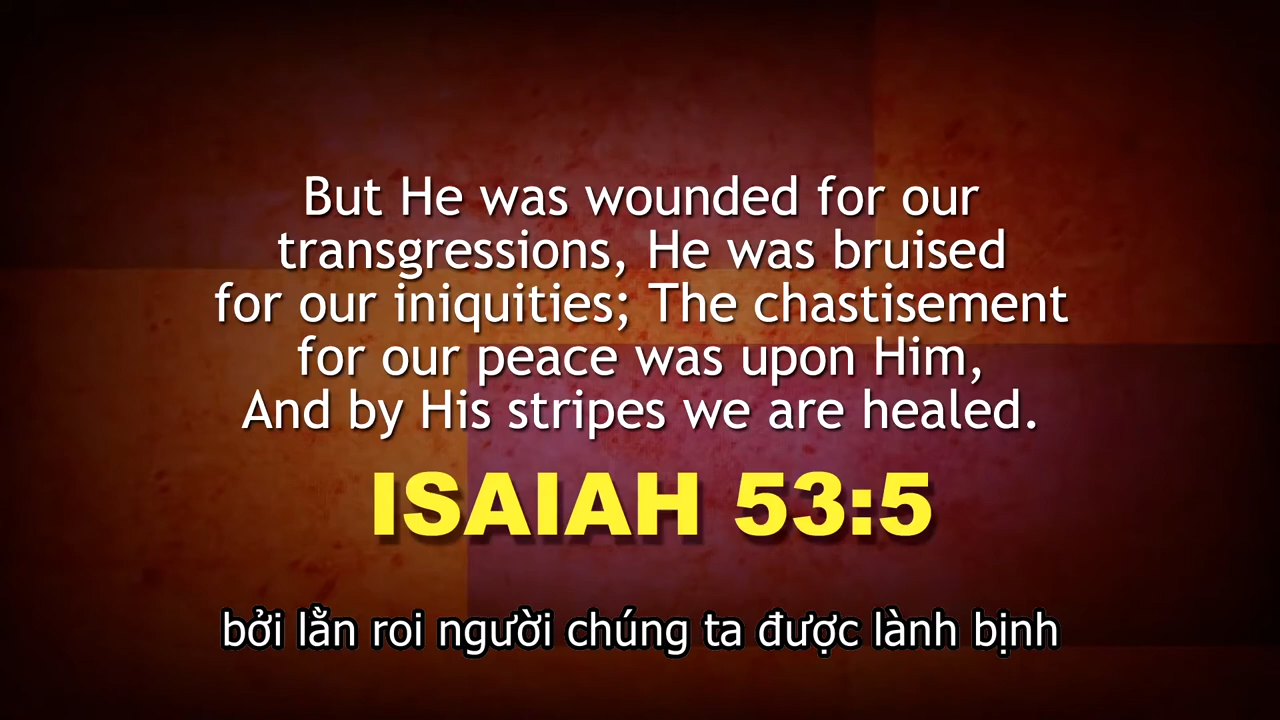 But He was wounded for our
transgressions, He was bruised
for our iniquities; The chastisement
for our peace was upon Him,
And by His stripes we are healed.
ISAIAH 53:5
bởi lằn roi người chúng ta được lành bịnh